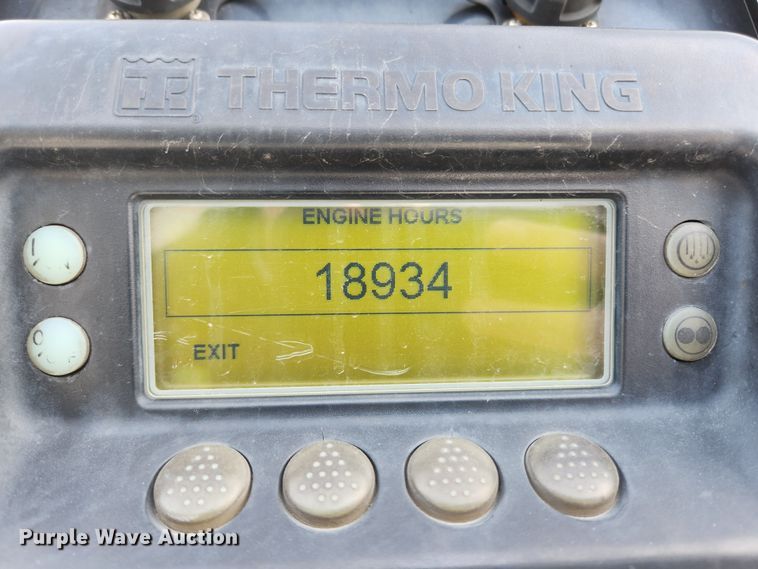 THERMO KING
ENGINE HOURS
18934
EXIT
Purple Wave Auction